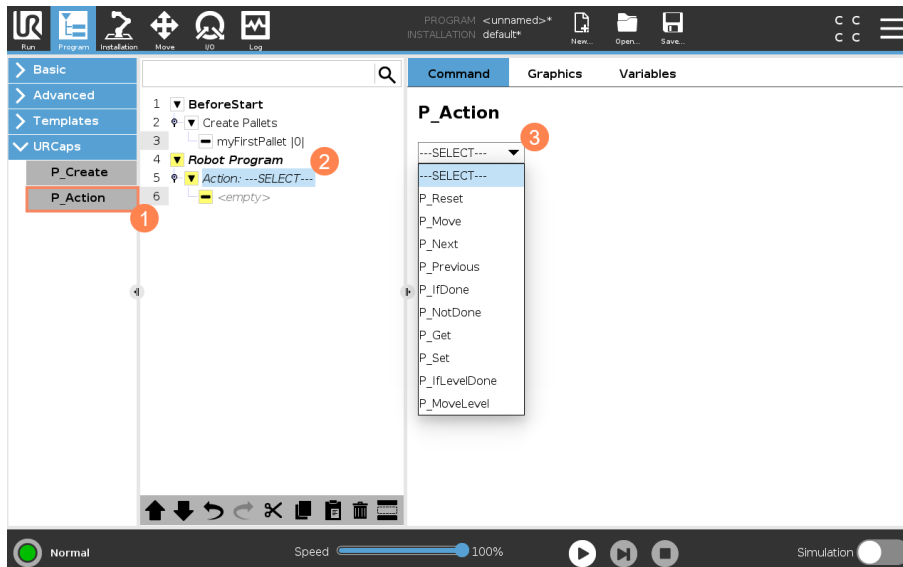 UR
Run
Program
Installation
Move
I/O
Log
PROGRAM <unnamed>*
INSTALLATION default*
New...
Open...
Save...
C C
C C
Basic
Advanced
Templates
URCaps
P_Create
P_Action
1
1 BeforeStart
2 Create Pallets
3 myFirstPallet |0|
4 Robot Program
2
5 Action: ---SELECT---
6 <empty>
Command Graphics Variables
P_Action
3
---SELECT---
---SELECT---
P_Reset
P_Move
P_Next
P_Previous
P_IfDone
P_NotDone
P_Get
P_Set
P_IfLevelDone
P_MoveLevel
Normal
Speed 100%
Simulation